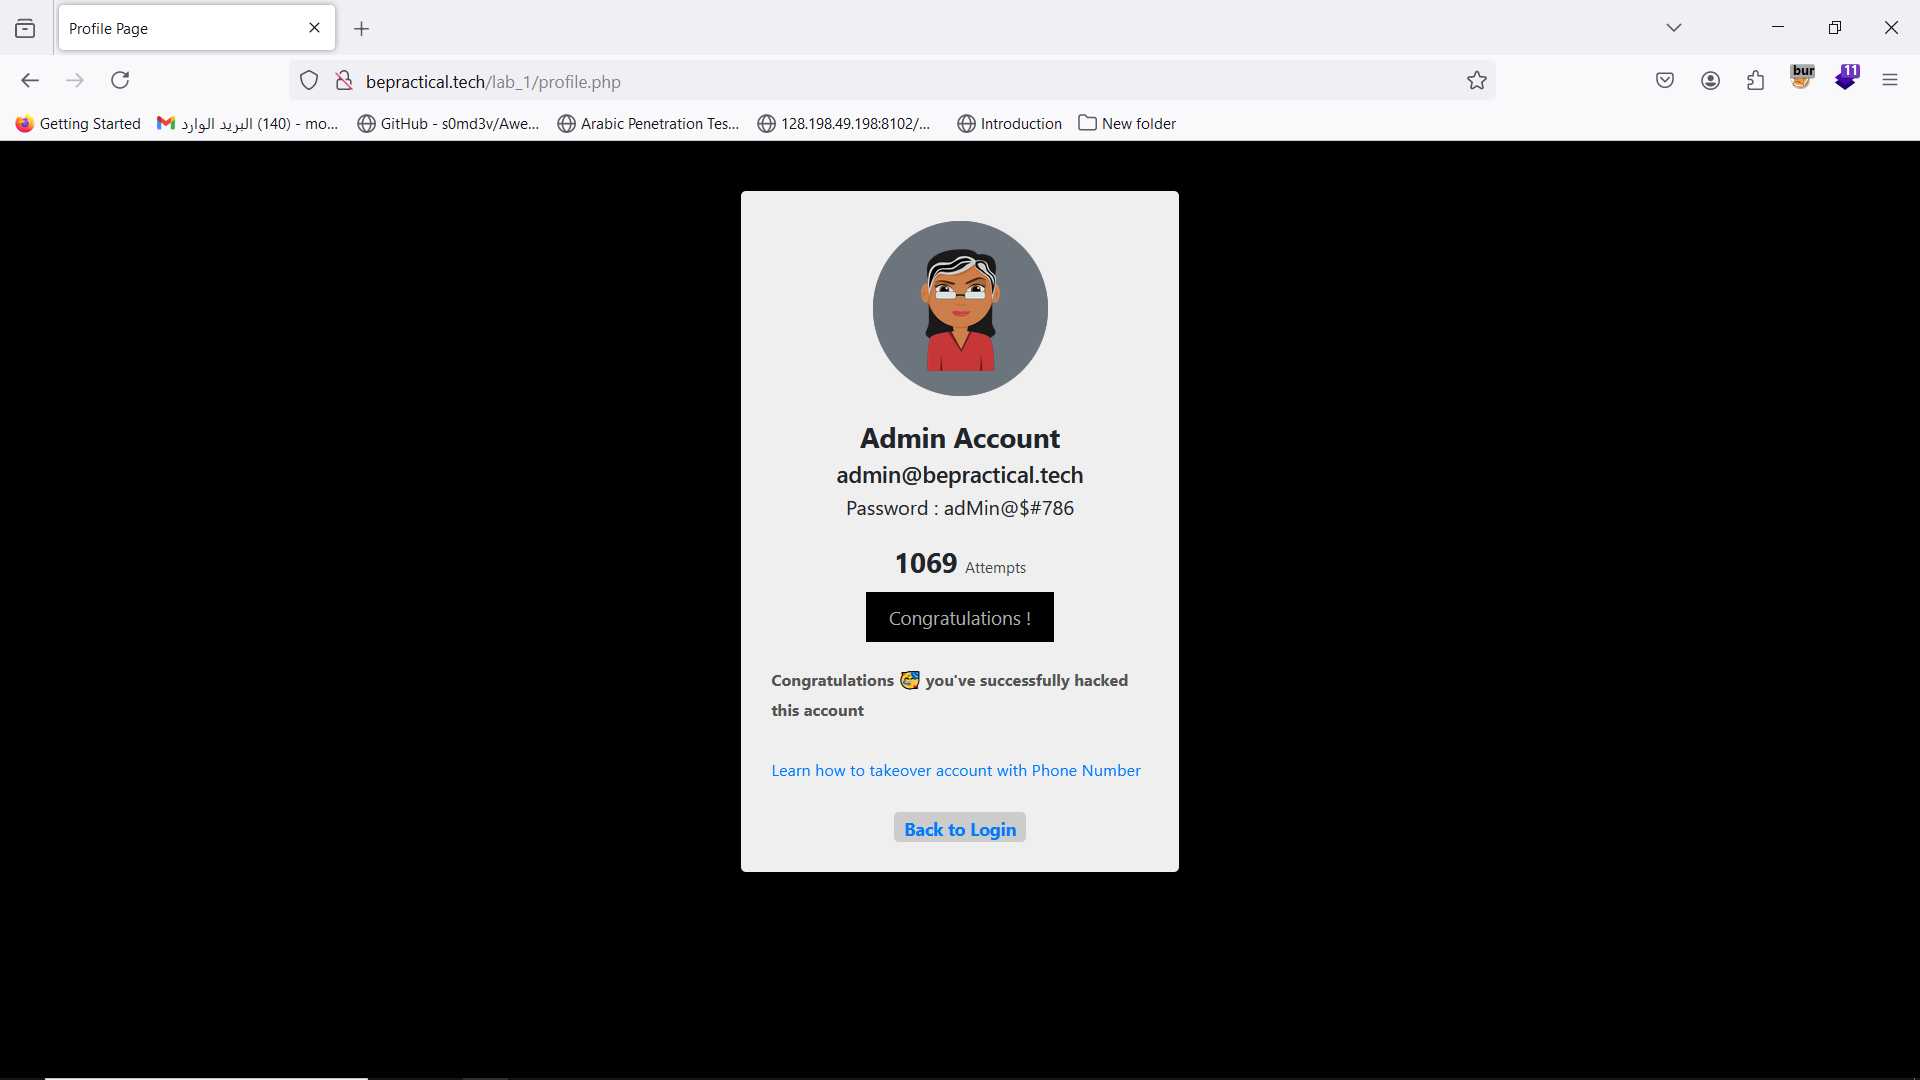 Profile Page
bepractical.tech/lab_1/profile.php
bur
11
Getting Started
البريد الوارد (140) - mo...
GitHub - s0md3v/Awe...
Arabic Penetration Tes...
128.198.49.198:8102/...
Introduction
New folder
Admin Account
admin@bepractical.tech
Password : adMin@$#786
1069 Attempts
Congratulations !
Congratulations 🥳 you've successfully hacked
this account
Learn how to takeover account with Phone Number
Back to Login